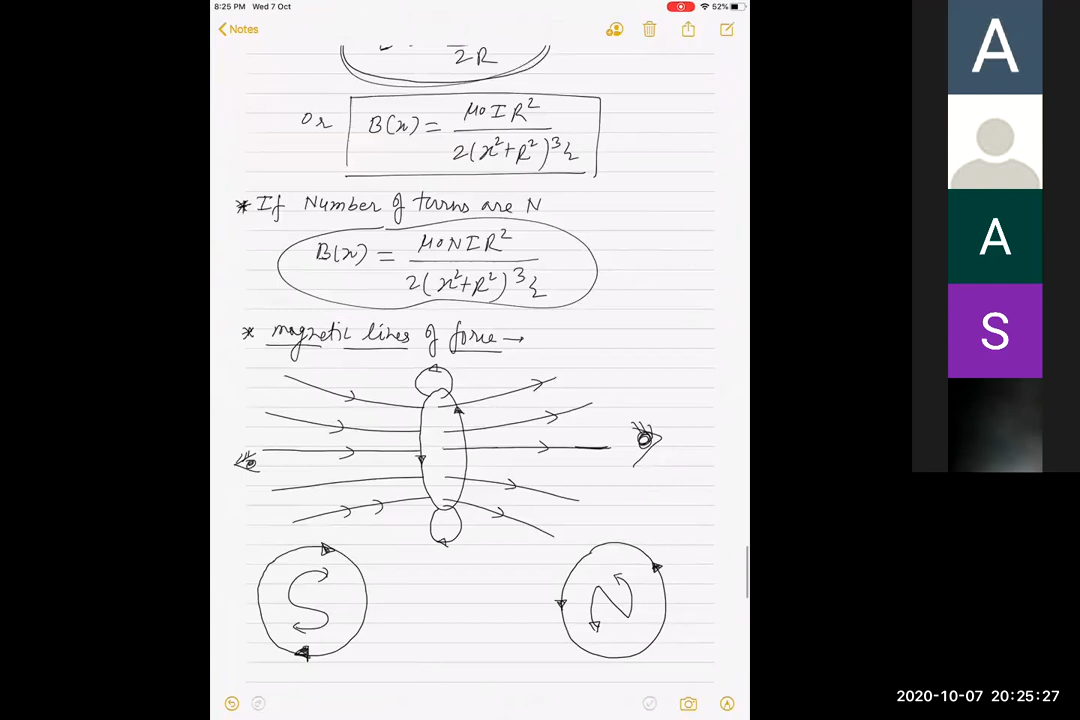 8:25 PM Wed 7 Oct
52%
Notes
2R
Or B(x) = μ0 I R² / 2(x²+R²)^3/2
* If Number of turns are N
B(x) = μ0 N I R² / 2(x²+R²)^3/2
* magnetic lines of force →
S
N
A
A
S
2020-10-07 20:25:27